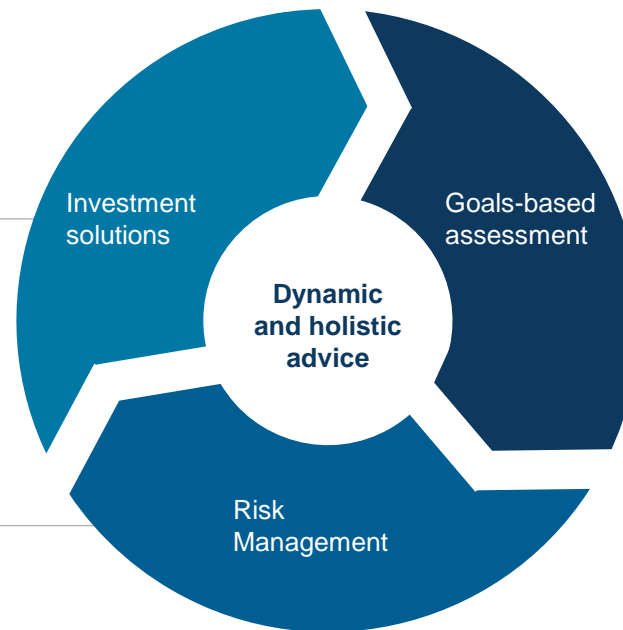 Investment
solutions
Goals-based
assessment
Dynamic
and holistic
advice
Risk
Management